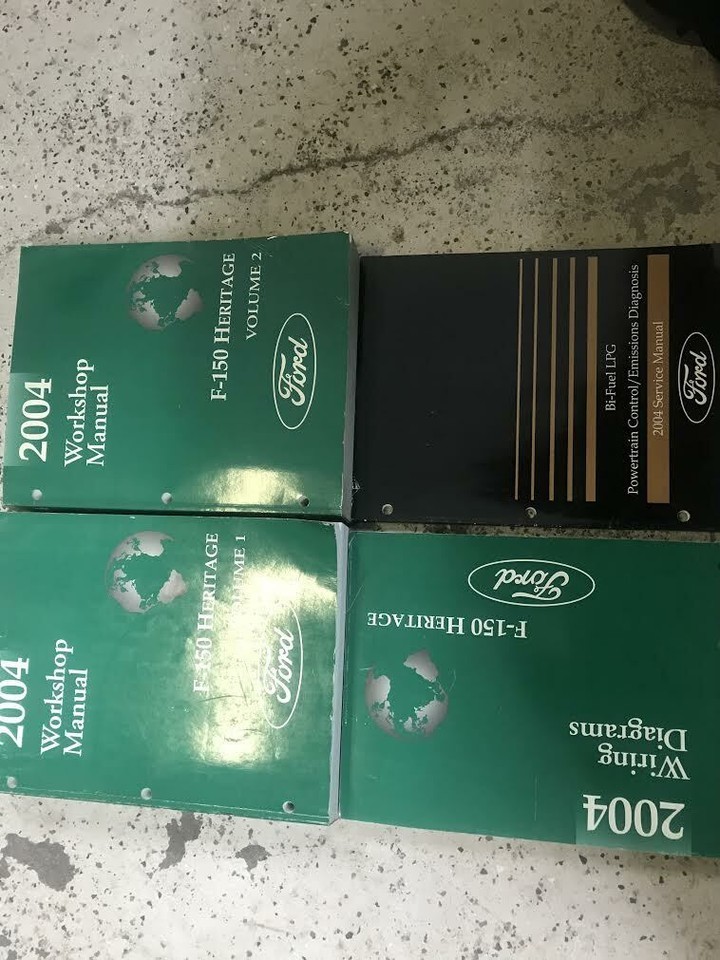 2004
Workshop
Manual
F-150 HERITAGE
VOLUME 2
Ford
Bi-Fuel LPG
Powertrain Control/Emissions Diagnosis
2004 Service Manual
Ford
2004
Workshop
Manual
F-150 HERITAGE
VOLUME 1
Ford
2004
Wiring
Diagrams
F-150 HERITAGE
Ford